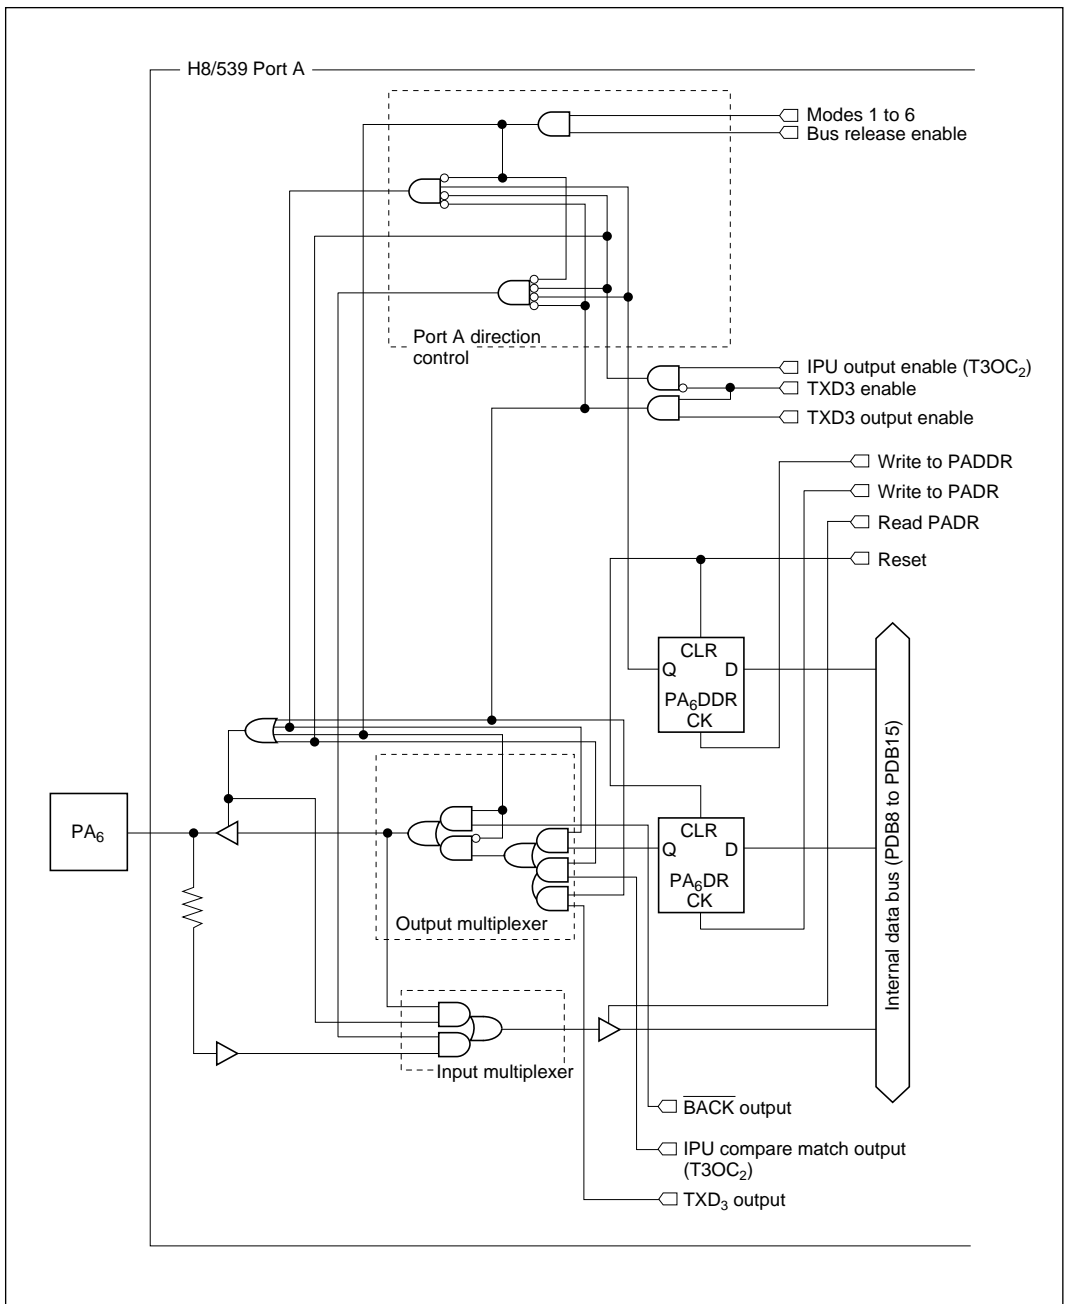 H8/539 Port A
Modes 1 to 6
Bus release enable
Port A direction
control
IPU output enable (T3OC₂)
TXD3 enable
TXD3 output enable
Write to PADDR
Write to PADR
Read PADR
Reset
CLR
Q D
PA₆DDR
CK
PA₆
CLR
Q D
PA₆DR
CK
Internal data bus (PDB8 to PDB15)
Output multiplexer
Input multiplexer
B̅A̅C̅K̅ output
IPU compare match output
(T3OC₂)
TXD₃ output